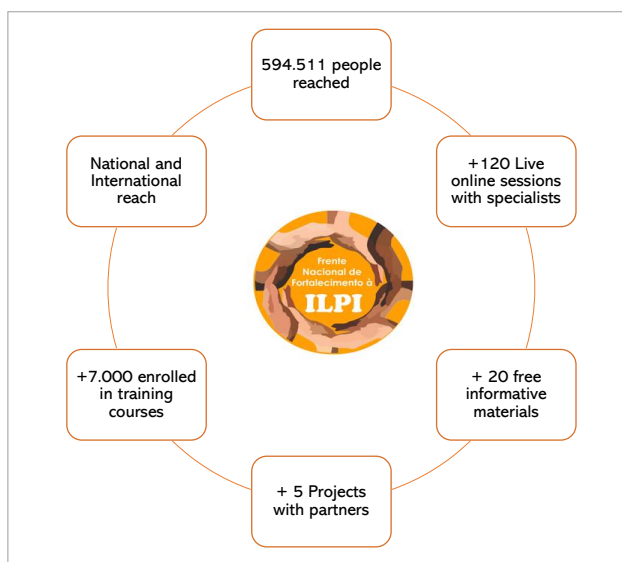 594.511 people
reached
National and
International
reach
+120 Live
online sessions
with specialists
Frente
Nacional de
Fortalecimento à
ILPI
+7.000 enrolled
in training
courses
+ 20 free
informative
materials
+ 5 Projects
with partners